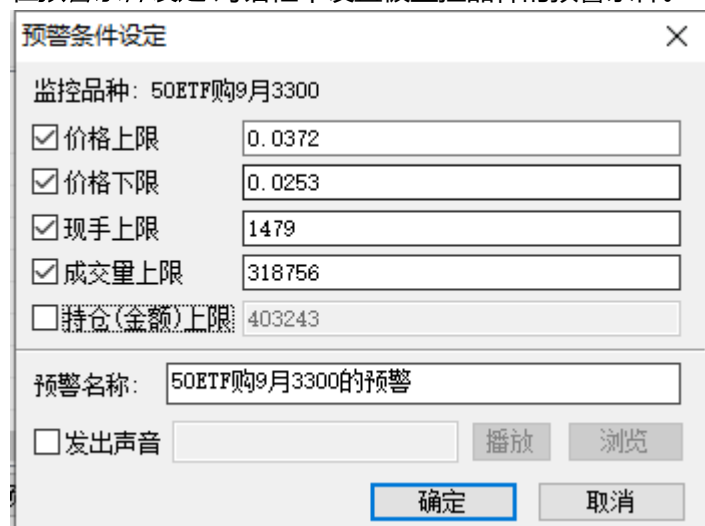 预警条件设定
监控品种: 50ETF购9月3300
价格上限 0.0372
价格下限 0.0253
现手上限 1479
成交量上限 318756
持仓(金额)上限 403243
预警名称: 50ETF购9月3300的预警
发出声音 播放 浏览
确定 取消